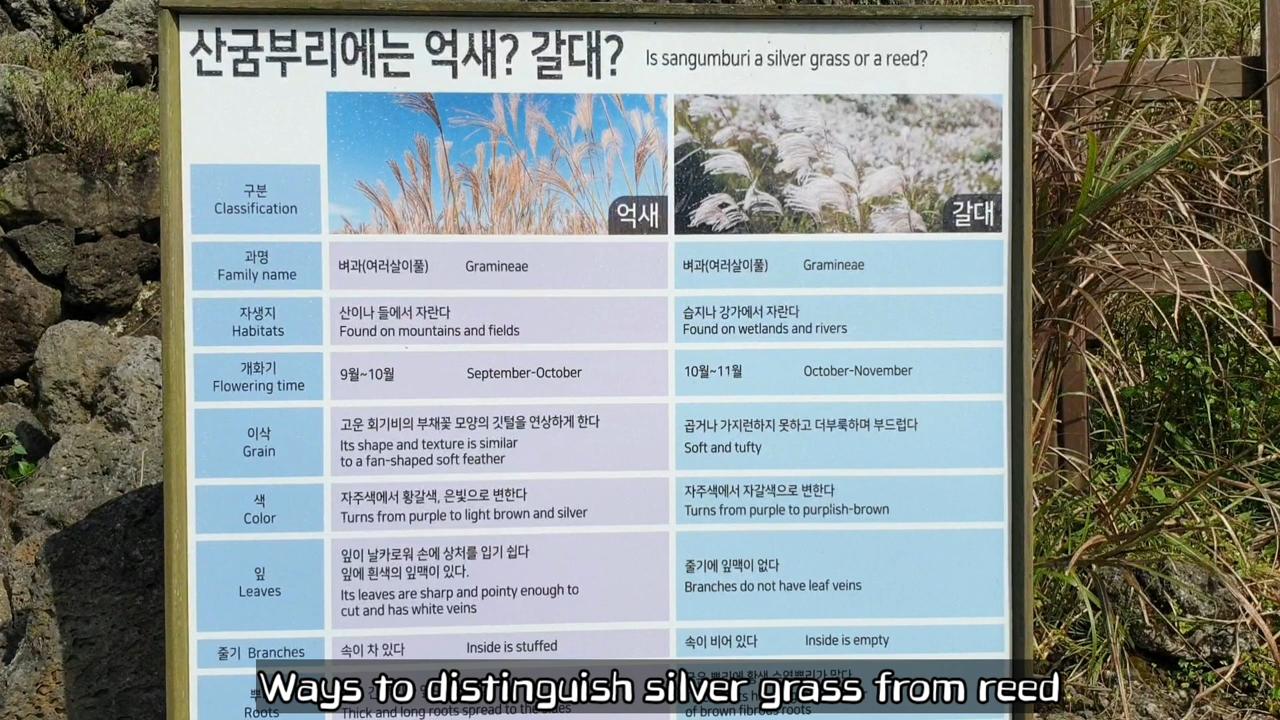 산굼부리에는 억새? 갈대? Is sangumburi a silver grass or a reed?
구분
Classification
억새
갈대
과명
Family name
벼과(여러살이풀) Gramineae
벼과(여러살이풀) Gramineae
자생지
Habitats
산이나 들에서 자란다
Found on mountains and fields
습지나 강가에서 자란다
Found on wetlands and rivers
개화기
Flowering time
9월~10월 September-October
10월~11월 October-November
이삭
Grain
고운 회기비의 부채꽃 모양의 깃털을 연상하게 한다
Its shape and texture is similar
to a fan-shaped soft feather
곱거나 가지런하지 못하고 더부룩하며 부드럽다
Soft and tufty
색
Color
자주색에서 황갈색, 은빛으로 변한다
Turns from purple to light brown and silver
자주색에서 자갈색으로 변한다
Turns from purple to purplish-brown
잎
Leaves
잎이 날카로워 손에 상처를 입기 쉽다
잎에 흰색의 잎맥이 있다.
Its leaves are sharp and pointy enough to
cut and has white veins
줄기에 잎맥이 없다
Branches do not have leaf veins
줄기 Branches
속이 차 있다 Inside is stuffed
속이 비어 있다 Inside is empty
Roots
Thick and long roots spread to the sides
of brown fibrous roots
Ways to distinguish silver grass from reed